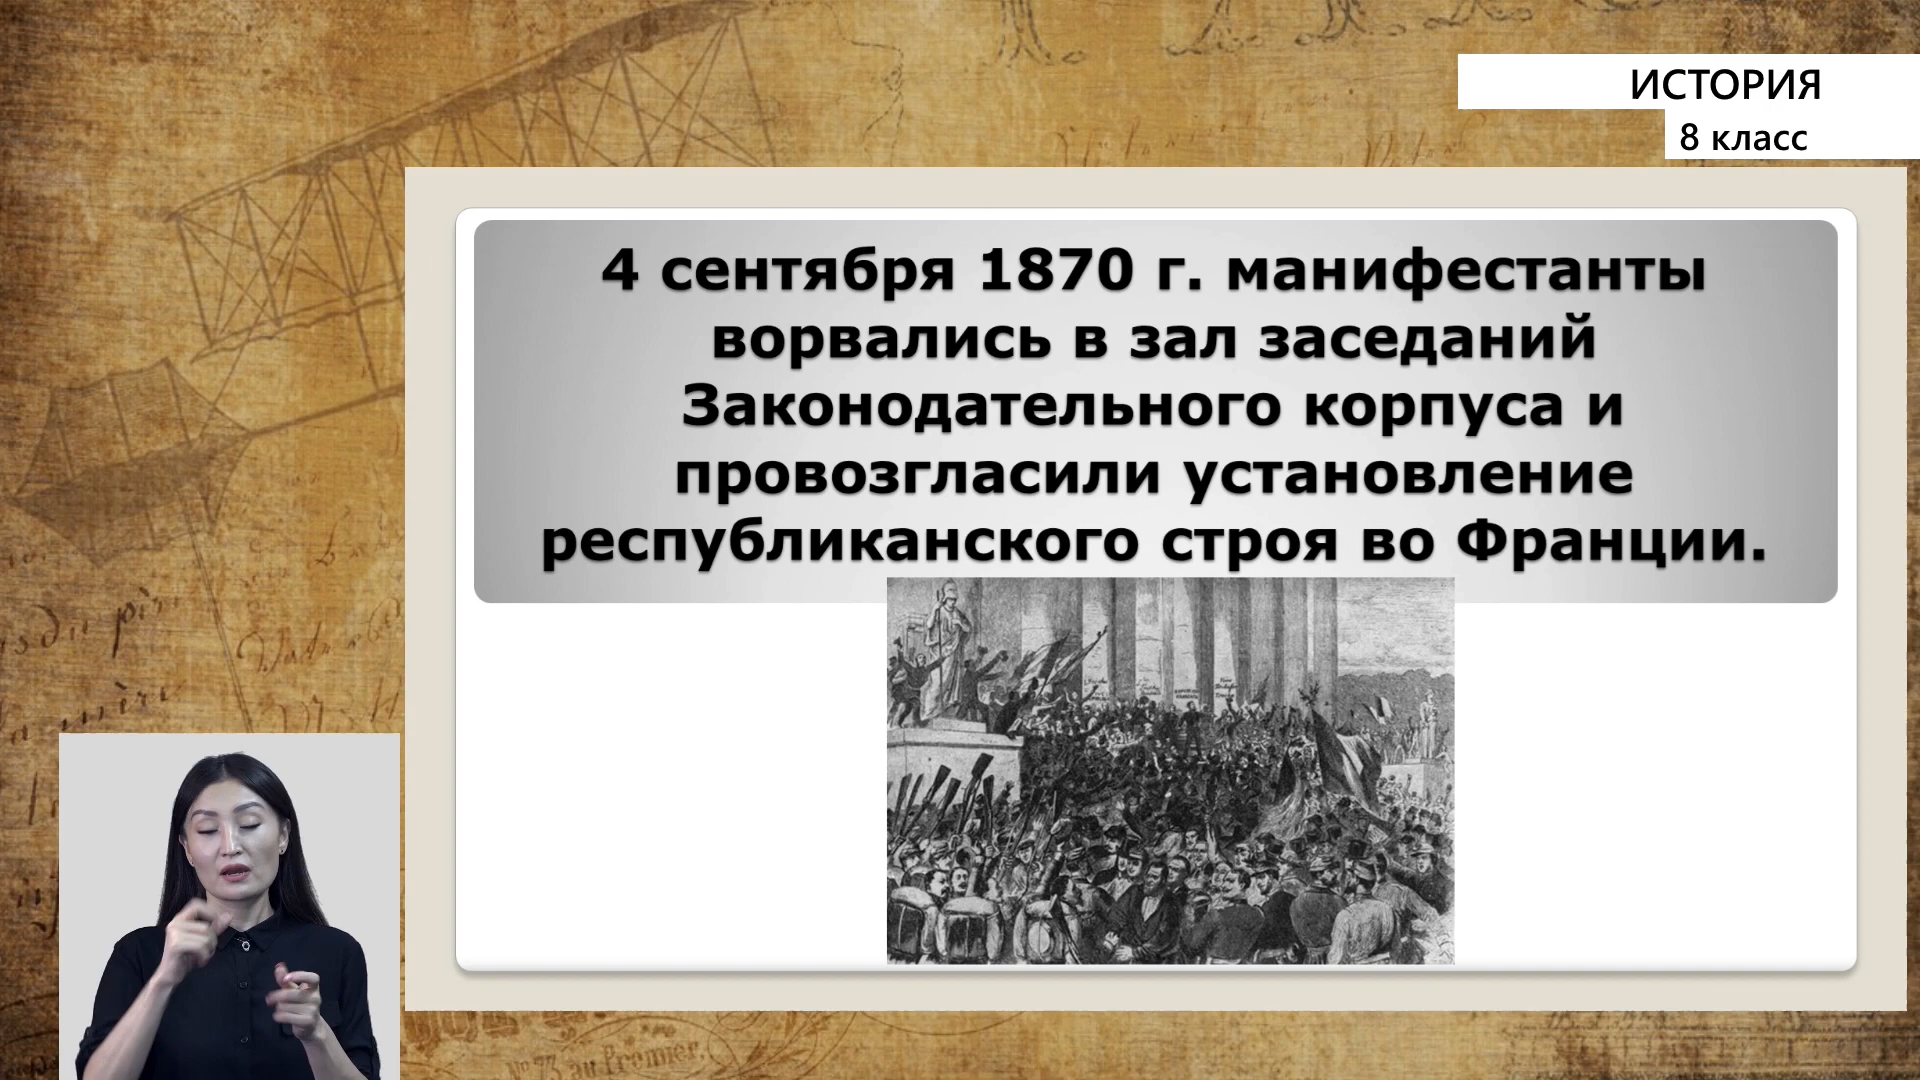 ИСТОРИЯ
8 класс
4 сентября 1870 г. манифестанты
ворвались в зал заседаний
Законодательного корпуса и
провозгласили установление
республиканского строя во Франции.